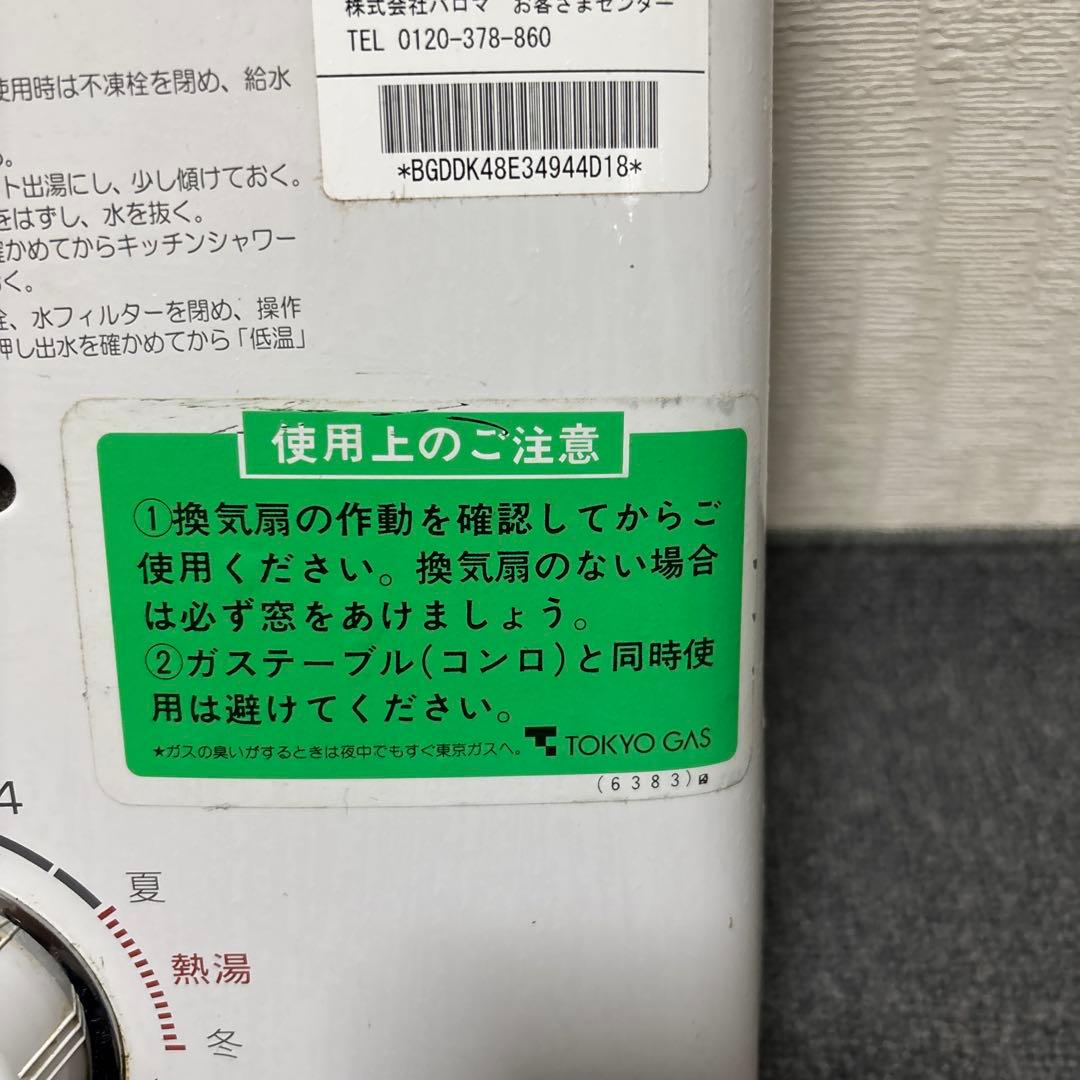 株式会社パロマ お客さまセンター
TEL 0120-378-860
*BGDDK48E34944D18*
使用時は不凍栓を閉め、給水
る。
ット出湯にし、少し傾けておく。
をはずし、水を抜く。
確かめてからキッチンシャワー
おく。
栓、水フィルターを閉め、操作
押し出水を確かめてから「低温」
使用上のご注意
①換気扇の作動を確認してからご
使用ください。換気扇のない場合
は必ず窓をあけましょう。
②ガステーブル(コンロ)と同時使
用は避けてください。
★ガスの臭いがするときは夜中でもすぐ東京ガスへ。 TOKYO GAS
(6383)
4
夏
熱湯
冬